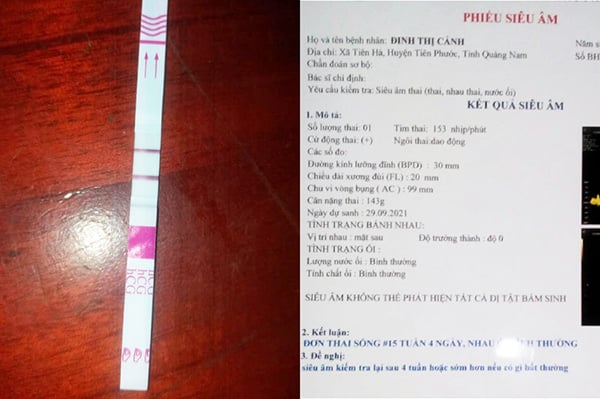 hCG
hCG
PHIẾU SIÊU ÂM
Họ và tên bệnh nhân: ĐINH THỊ CẢNH
Năm s
Địa chỉ: Xã Tiên Hà, Huyện Tiên Phước, Tỉnh Quảng Nam
Số BH
Chẩn đoán sơ bộ:
Bác sĩ chỉ định:
Yêu cầu kiểm tra: Siêu âm thai (thai, nhau thai, nước ối)
KẾT QUẢ SIÊU ÂM
1. Mô tả:
Số lượng thai: 01 Tim thai: 153 nhịp/phút
Cử động thai: (+) Ngôi thai:dao động
Các số đo:
Đường kính lưỡng đỉnh (BPD) : 30 mm
Chiều dài xương đùi (FL) : 20 mm
Chu vi vòng bụng ( AC ) : 99 mm
Cân nặng thai : 143g
Ngày dự sanh : 29.09.2021
TÌNH TRẠNG BÁNH NHAU:
Vị trí nhau : mặt sau Độ trưởng thành : độ 0
TÌNH TRẠNG ỐI :
Lượng nước ối : Bình thường
Tính chất ối : Bình thường
SIÊU ÂM KHÔNG THỂ PHÁT HIỆN TẤT CẢ DỊ TẬT BẨM SINH
2. Kết luận:
ĐƠN THAI SỐNG #15 TUẦN 4 NGÀY, NHAU BÌNH THƯỜNG
3. Đề nghị:
siêu âm kiểm tra lại sau 4 tuần hoặc sớm hơn nếu có gì bất thường